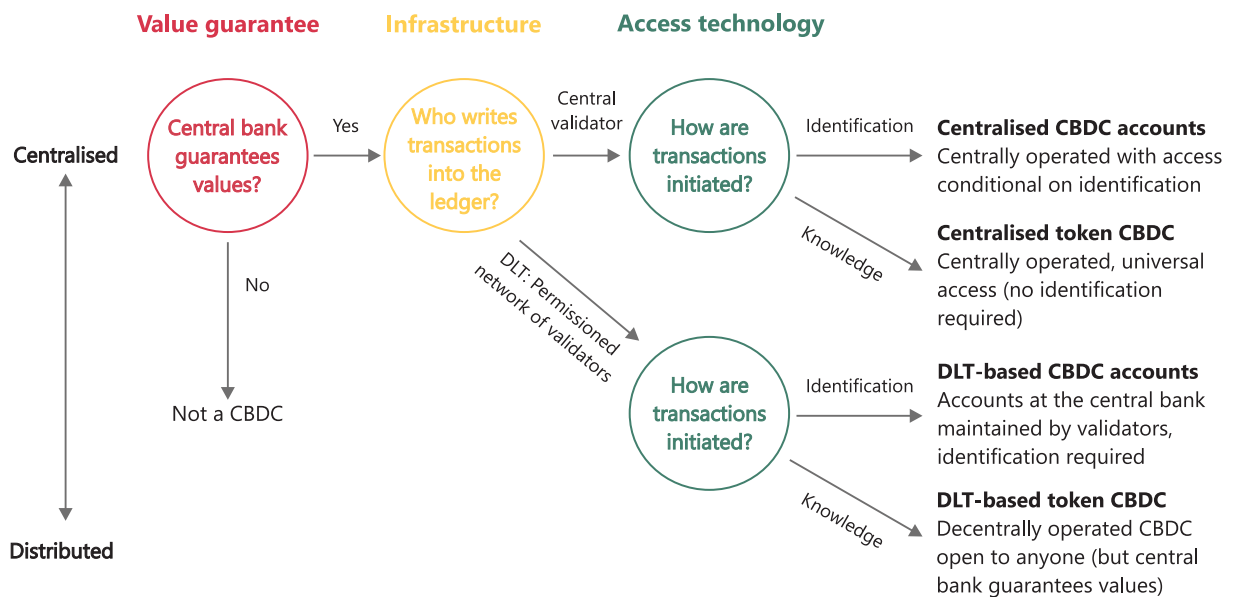 Value guarantee
Infrastructure
Access technology
Centralised
Distributed
Central bank
guarantees
values?
Yes
No
Not a CBDC
Who writes
transactions
into the
ledger?
Central
validator
DLT: Permissioned
network of validators
How are
transactions
initiated?
Identification
Centralised CBDC accounts
Centrally operated with access
conditional on identification
Knowledge
Centralised token CBDC
Centrally operated, universal
access (no identification
required)
How are
transactions
initiated?
Identification
DLT-based CBDC accounts
Accounts at the central bank
maintained by validators,
identification required
Knowledge
DLT-based token CBDC
Decentrally operated CBDC
open to anyone (but central
bank guarantees values)